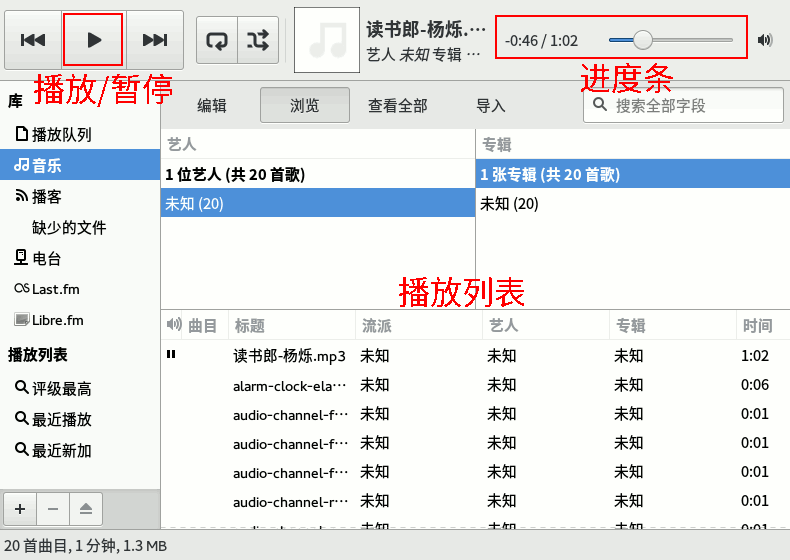 读书郎-杨烁.…
艺人 未知 专辑 …
-0:46 / 1:02
播放/暂停
进度条
库
编辑
浏览
查看全部
导入
搜索全部字段
播放队列
音乐
播客
缺少的文件
电台
Last.fm
Libre.fm
播放列表
评级最高
最近播放
最近新加
艺人
专辑
1 位艺人 (共 20 首歌)
1 张专辑 (共 20 首歌)
未知 (20)
未知 (20)
播放列表
曲目 标题 流派 艺人 专辑 时间
读书郎-杨烁.mp3 未知 未知 未知 1:02
alarm-clock-ela… 未知 未知 未知 0:06
audio-channel-f… 未知 未知 未知 0:01
audio-channel-f… 未知 未知 未知 0:01
audio-channel-f… 未知 未知 未知 0:01
audio-channel-r… 未知 未知 未知 0:01
20 首曲目, 1 分钟, 1.3 MB